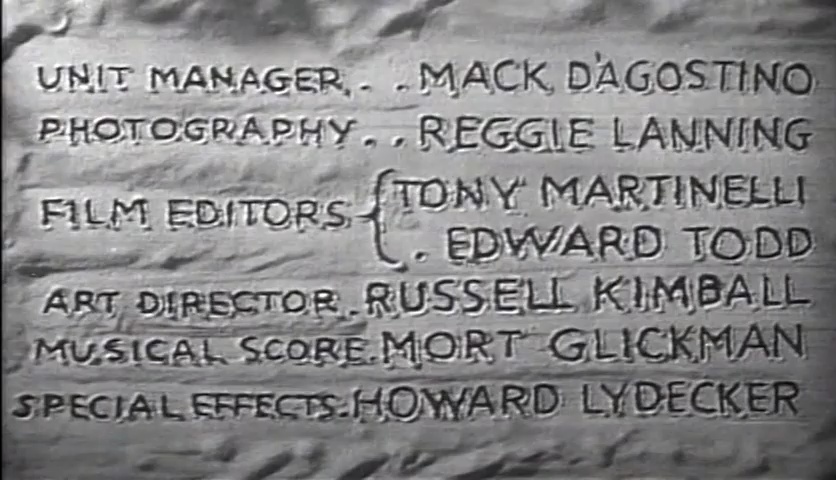 UNIT MANAGER. . . MACK D'AGOSTINO
PHOTOGRAPHY. . . REGGIE LANNING
FILM EDITORS { TONY MARTINELLI
. EDWARD TODD
ART DIRECTOR. RUSSELL KIMBALL
MUSICAL SCORE. MORT GLICKMAN
SPECIAL EFFECTS. HOWARD LYDECKER